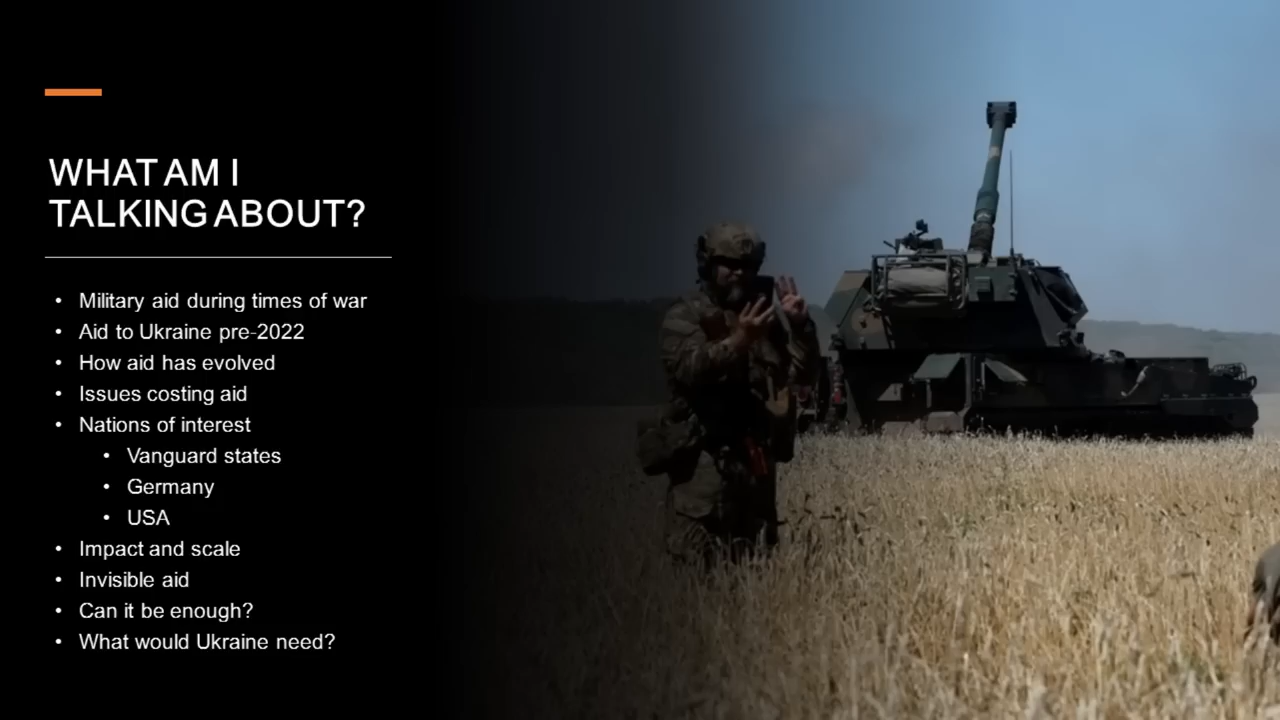 WHAT AM I
TALKING ABOUT?
• Military aid during times of war
• Aid to Ukraine pre-2022
• How aid has evolved
• Issues costing aid
• Nations of interest
• Vanguard states
• Germany
• USA
• Impact and scale
• Invisible aid
• Can it be enough?
• What would Ukraine need?